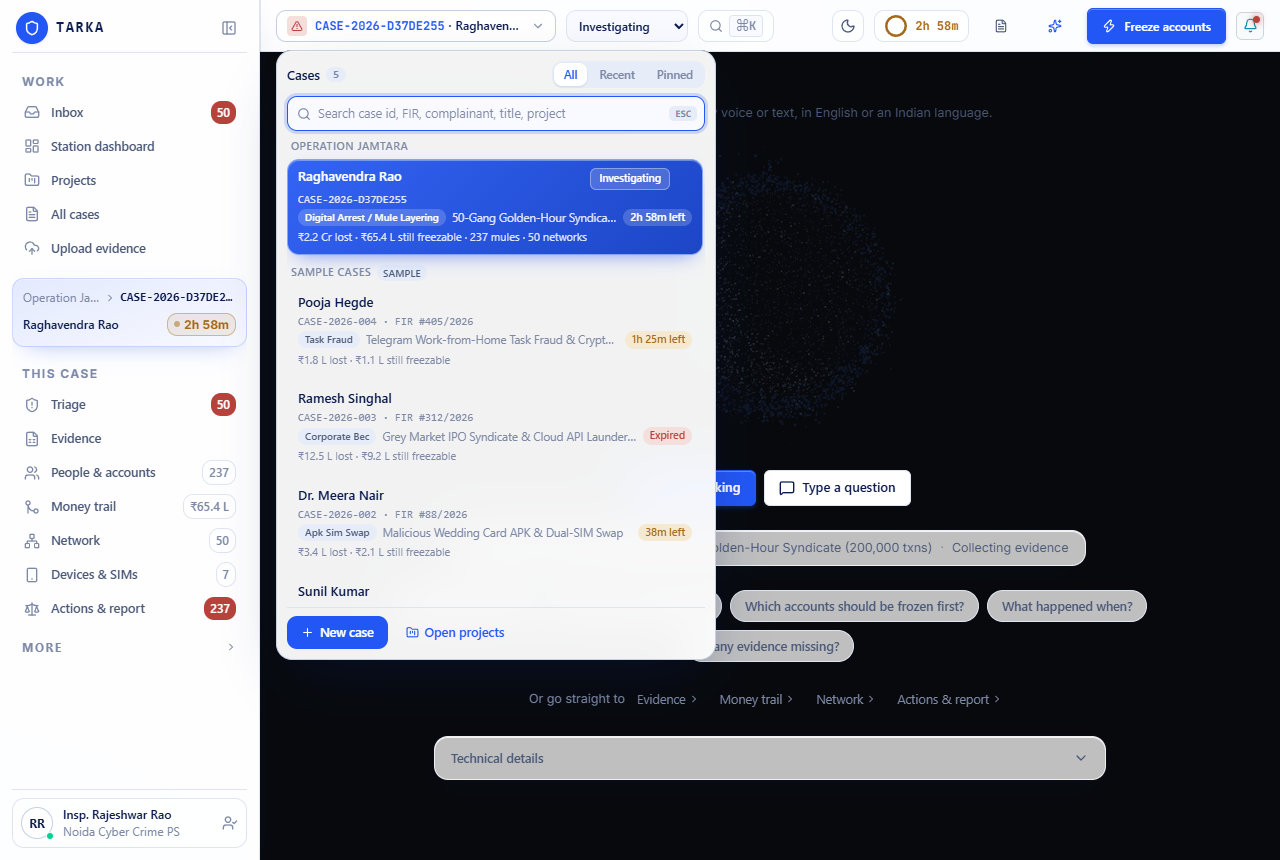 TARKA
WORK
Inbox 50
Station dashboard
Projects
All cases
Upload evidence
Operation Ja... > CASE-2026-D37DE2...
Raghavendra Rao 2h 58m
THIS CASE
Triage 50
Evidence
People & accounts 237
Money trail ₹65.4 L
Network 50
Devices & SIMs 7
Actions & report 237
MORE
RR Insp. Rajeshwar Rao
Noida Cyber Crime PS
CASE-2026-D37DE255 · Raghaven...
Investigating
⌘K
2h 58m
Freeze accounts
Cases 5
All Recent Pinned
Search case id, FIR, complainant, title, project ESC
OPERATION JAMTARA
Raghavendra Rao Investigating
CASE-2026-D37DE255
Digital Arrest / Mule Layering 50-Gang Golden-Hour Syndica... 2h 58m left
₹2.2 Cr lost · ₹65.4 L still freezable · 237 mules · 50 networks
SAMPLE CASES SAMPLE
Pooja Hegde
CASE-2026-004 · FIR #405/2026
Task Fraud Telegram Work-from-Home Task Fraud & Crypt... 1h 25m left
₹1.8 L lost · ₹1.1 L still freezable
Ramesh Singhal
CASE-2026-003 · FIR #312/2026
Corporate Bec Grey Market IPO Syndicate & Cloud API Launder... Expired
₹12.5 L lost · ₹9.2 L still freezable
Dr. Meera Nair
CASE-2026-002 · FIR #88/2026
Apk Sim Swap Malicious Wedding Card APK & Dual-SIM Swap 38m left
₹3.4 L lost · ₹2.1 L still freezable
Sunil Kumar
+ New case
Open projects
voice or text, in English or an Indian language.
king
Type a question
olden-Hour Syndicate (200,000 txns) · Collecting evidence
Which accounts should be frozen first?
What happened when?
any evidence missing?
Or go straight to Evidence > Money trail > Network > Actions & report >
Technical details